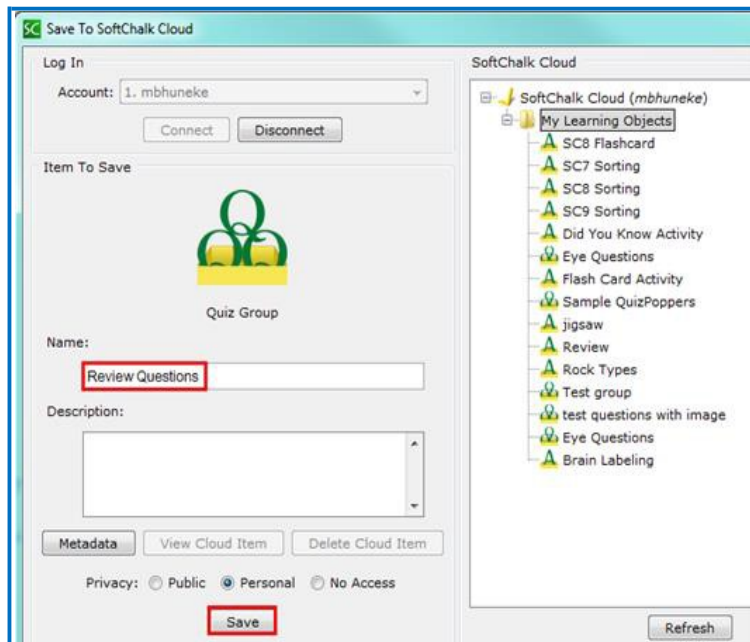 SC Save To SoftChalk Cloud
Log In
Account: 1. mbhuneke
Connect Disconnect
Item To Save
Quiz Group
Name:
Review Questions
Description:
Metadata View Cloud Item Delete Cloud Item
Privacy: Public Personal No Access
Save
SoftChalk Cloud
SoftChalk Cloud (mbhuneke)
My Learning Objects
SC8 Flashcard
SC7 Sorting
SC8 Sorting
SC9 Sorting
Did You Know Activity
Eye Questions
Flash Card Activity
Sample QuizPoppers
jigsaw
Review
Rock Types
Test group
test questions with image
Eye Questions
Brain Labeling
Refresh